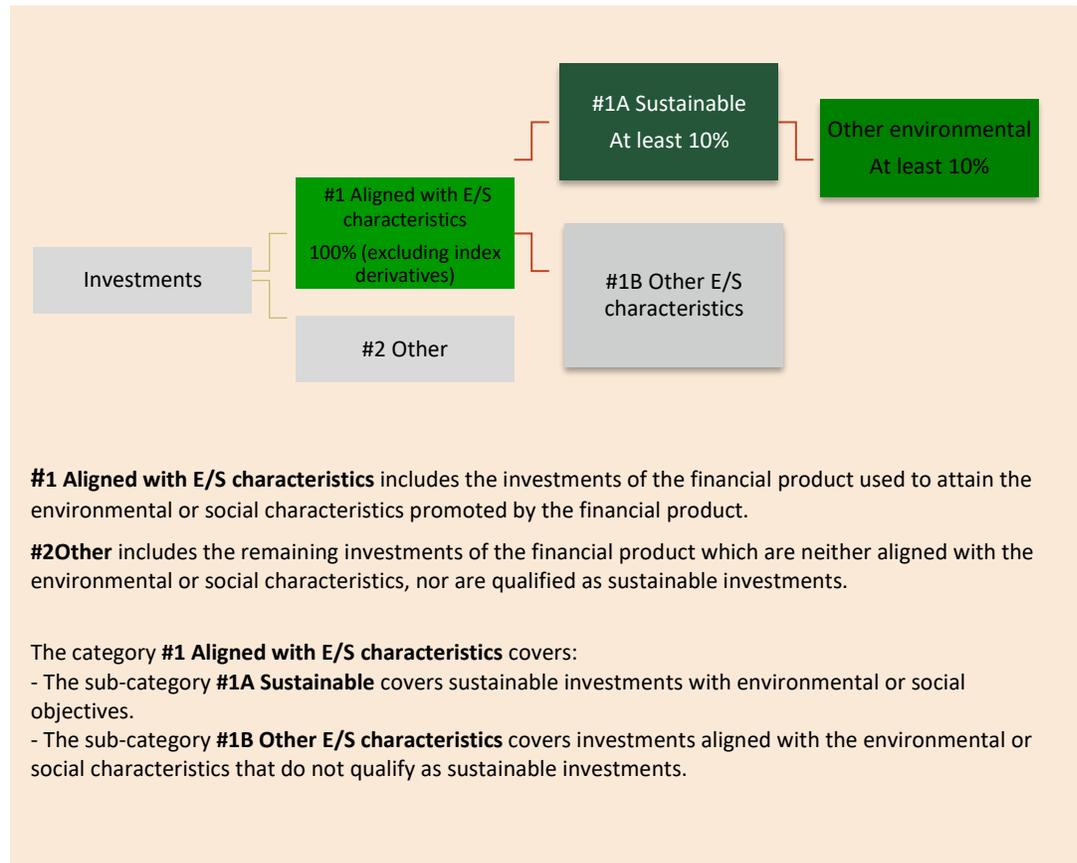 #1A Sustainable
At least 10%
Other environmental
At least 10%
#1 Aligned with E/S
characteristics
100% (excluding index
derivatives)
Investments
#1B Other E/S
characteristics
#2 Other
#1 Aligned with E/S characteristics includes the investments of the financial product used to attain the
environmental or social characteristics promoted by the financial product.
#2Other includes the remaining investments of the financial product which are neither aligned with the
environmental or social characteristics, nor are qualified as sustainable investments.
The category #1 Aligned with E/S characteristics covers:
- The sub-category #1A Sustainable covers sustainable investments with environmental or social
objectives.
- The sub-category #1B Other E/S characteristics covers investments aligned with the environmental or
social characteristics that do not qualify as sustainable investments.